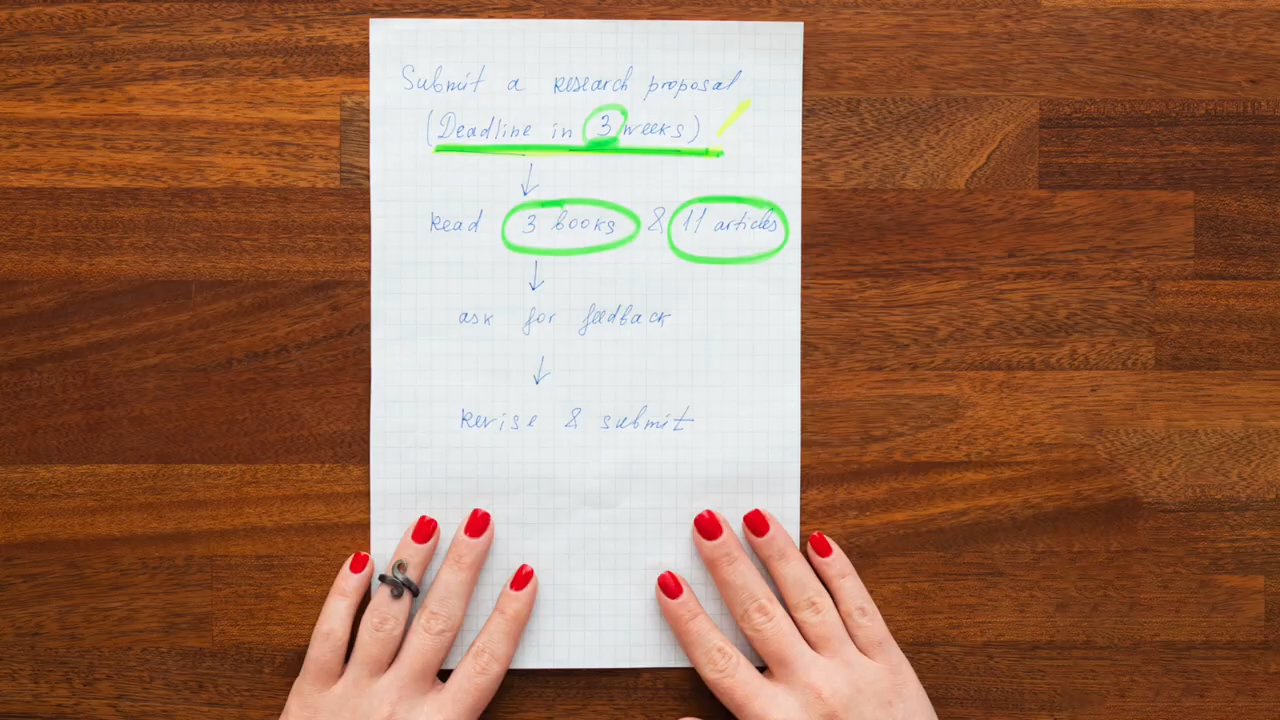 Submit a research proposal
(Deadline in 3 weeks)
↓
read 3 books & 11 articles
↓
ask for feedback
↓
revise & submit